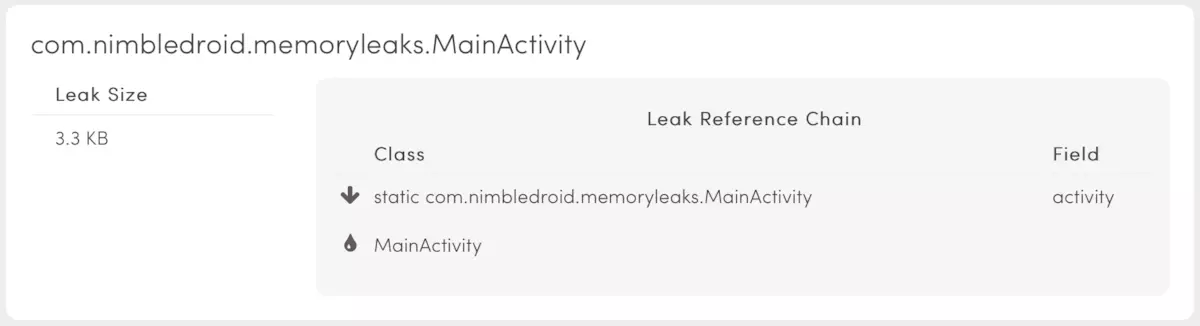 com.nimbledroid.memoryleaks.MainActivity
Leak Size
3.3 KB
Leak Reference Chain
Class Field
static com.nimbledroid.memoryleaks.MainActivity activity
MainActivity